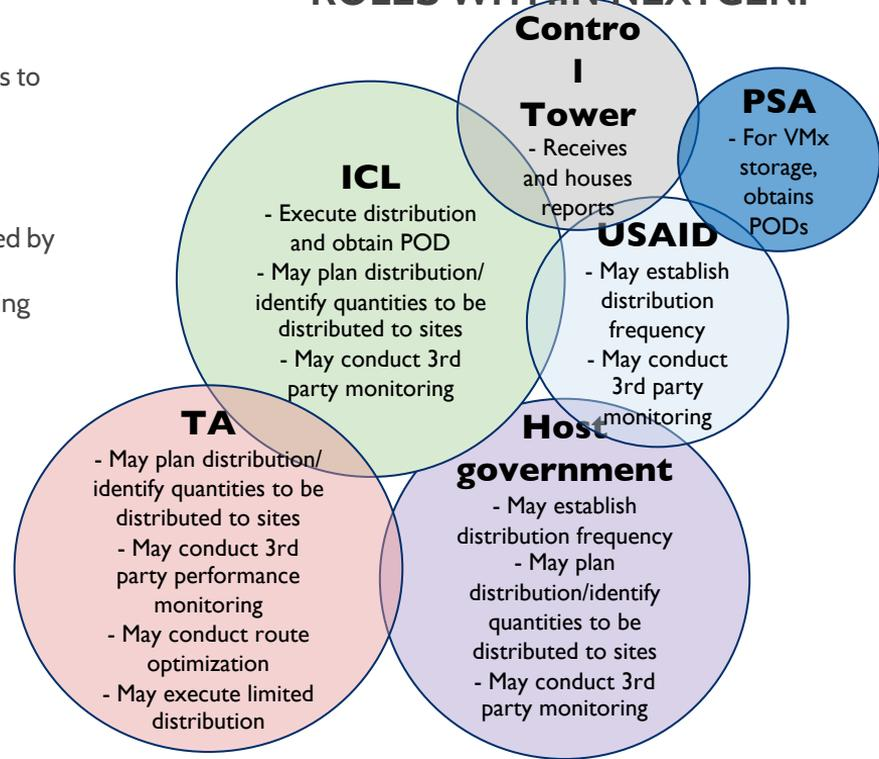 ROLES WITHIN NEXTGEN:
s to
ed by
ing
Contro
l
Tower
- Receives
and houses
reports
PSA
- For VMx
storage,
obtains
PODs
ICL
- Execute distribution
and obtain POD
- May plan distribution/
identify quantities to be
distributed to sites
- May conduct 3rd
party monitoring
USAID
- May establish
distribution
frequency
- May conduct
3rd party
monitoring
TA
- May plan distribution/
identify quantities to be
distributed to sites
- May conduct 3rd
party performance
monitoring
- May conduct route
optimization
- May execute limited
distribution
Host
government
- May establish
distribution frequency
- May plan
distribution/identify
quantities to be
distributed to sites
- May conduct 3rd
party monitoring